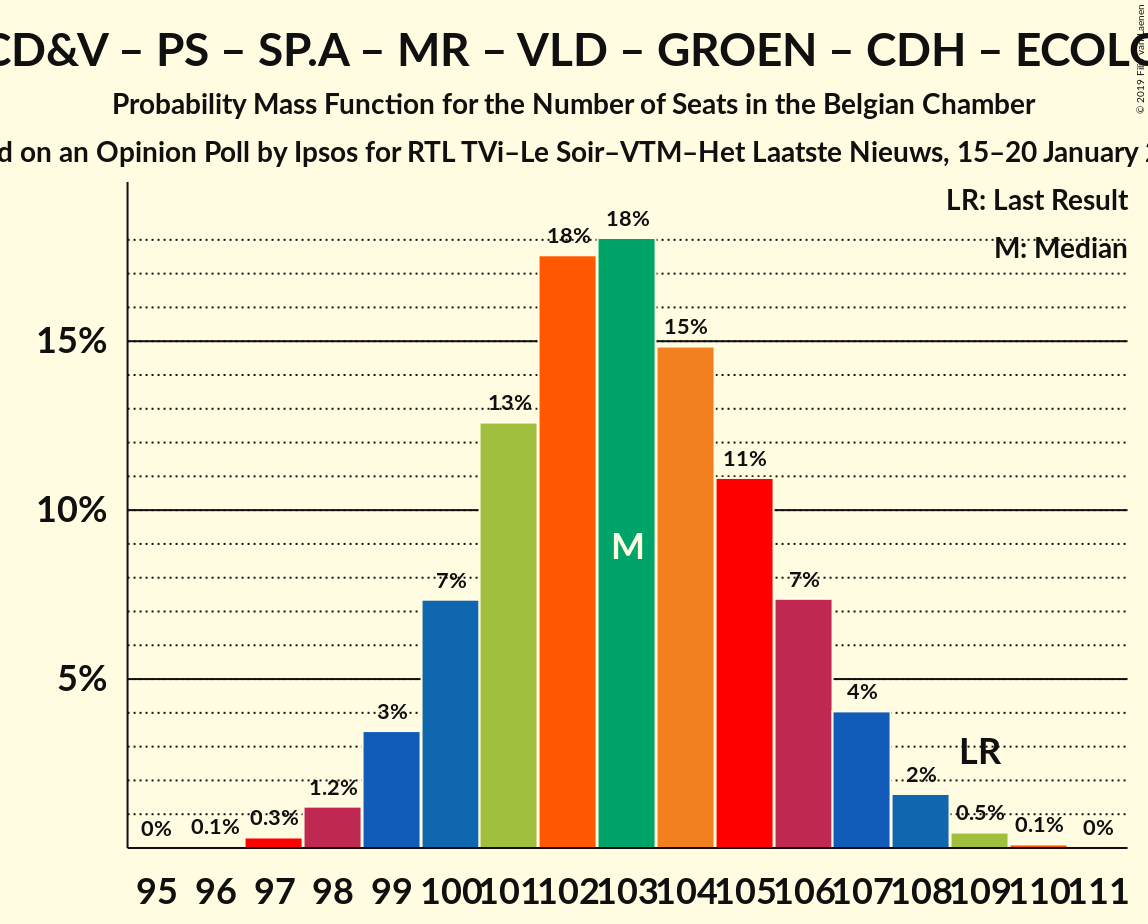 CD&V – PS – SP.A – MR – VLD – GROEN – CDH – ECOLO
Probability Mass Function for the Number of Seats in the Belgian Chamber
d on an Opinion Poll by Ipsos for RTL TVi–Le Soir–VTM–Het Laatste Nieuws, 15–20 January
© 2019 Filip van Laenen
LR: Last Result
M: Median
15%
10%
5%
0%
0.1%
0.3%
1.2%
3%
7%
13%
18%
18%
15%
11%
7%
4%
2%
0.5%
0.1%
0%
M
LR
95 96 97 98 99 100 101 102 103 104 105 106 107 108 109 110 111